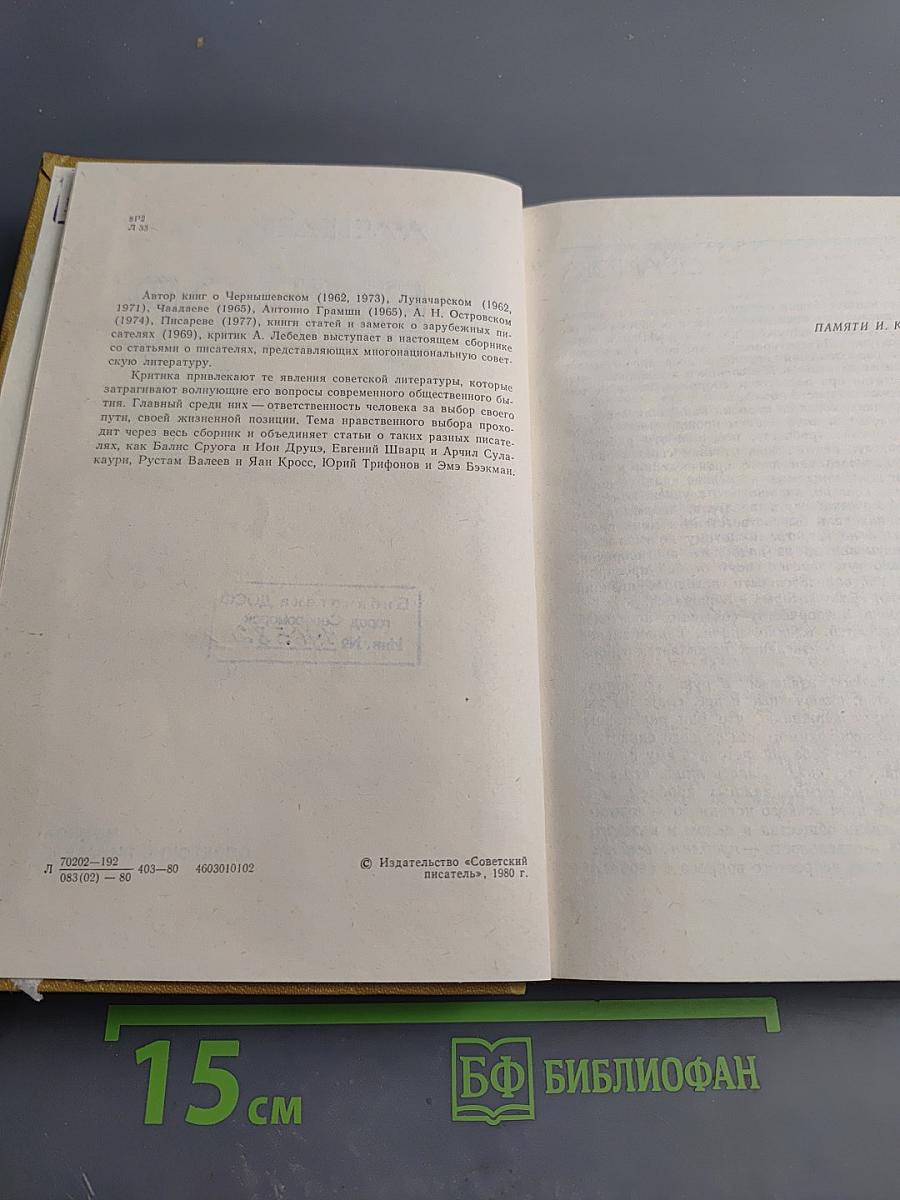 8Р2
Л 33
Автор книг о Чернышевском (1962, 1973), Луначарском (1962,
1971), Чаадаеве (1965), Антонио Грамши (1965), А. Н. Островском
(1974), Писареве (1977), книги статей и заметок о зарубежных пи-
сателях (1969), критик А. Лебедев выступает в настоящем сборнике
со статьями о писателях, представляющих многонациональную совет-
скую литературу.
Критика привлекают те явления советской литературы, которые
затрагивают волнующие его вопросы современного общественного бы-
тия. Главный среди них — ответственность человека за выбор своего
пути, своей жизненной позиции. Тема нравственного выбора прохо-
дит через весь сборник и объединяет статьи о таких разных писате-
лях, как Балис Сруога и Ион Друцэ, Евгений Шварц и Арчил Сула-
каури, Рустам Валеев и Яан Кросс, Юрий Трифонов и Эмэ Бээкман.
Библиотека ДОСО
город Североморск
Инв. №
Л 70202—192
083(02) — 80 403—80 4603010102
© Издательство «Советский
писатель», 1980 г.
ПАМЯТИ И. К
15 см
БФ БИБЛИОФАН